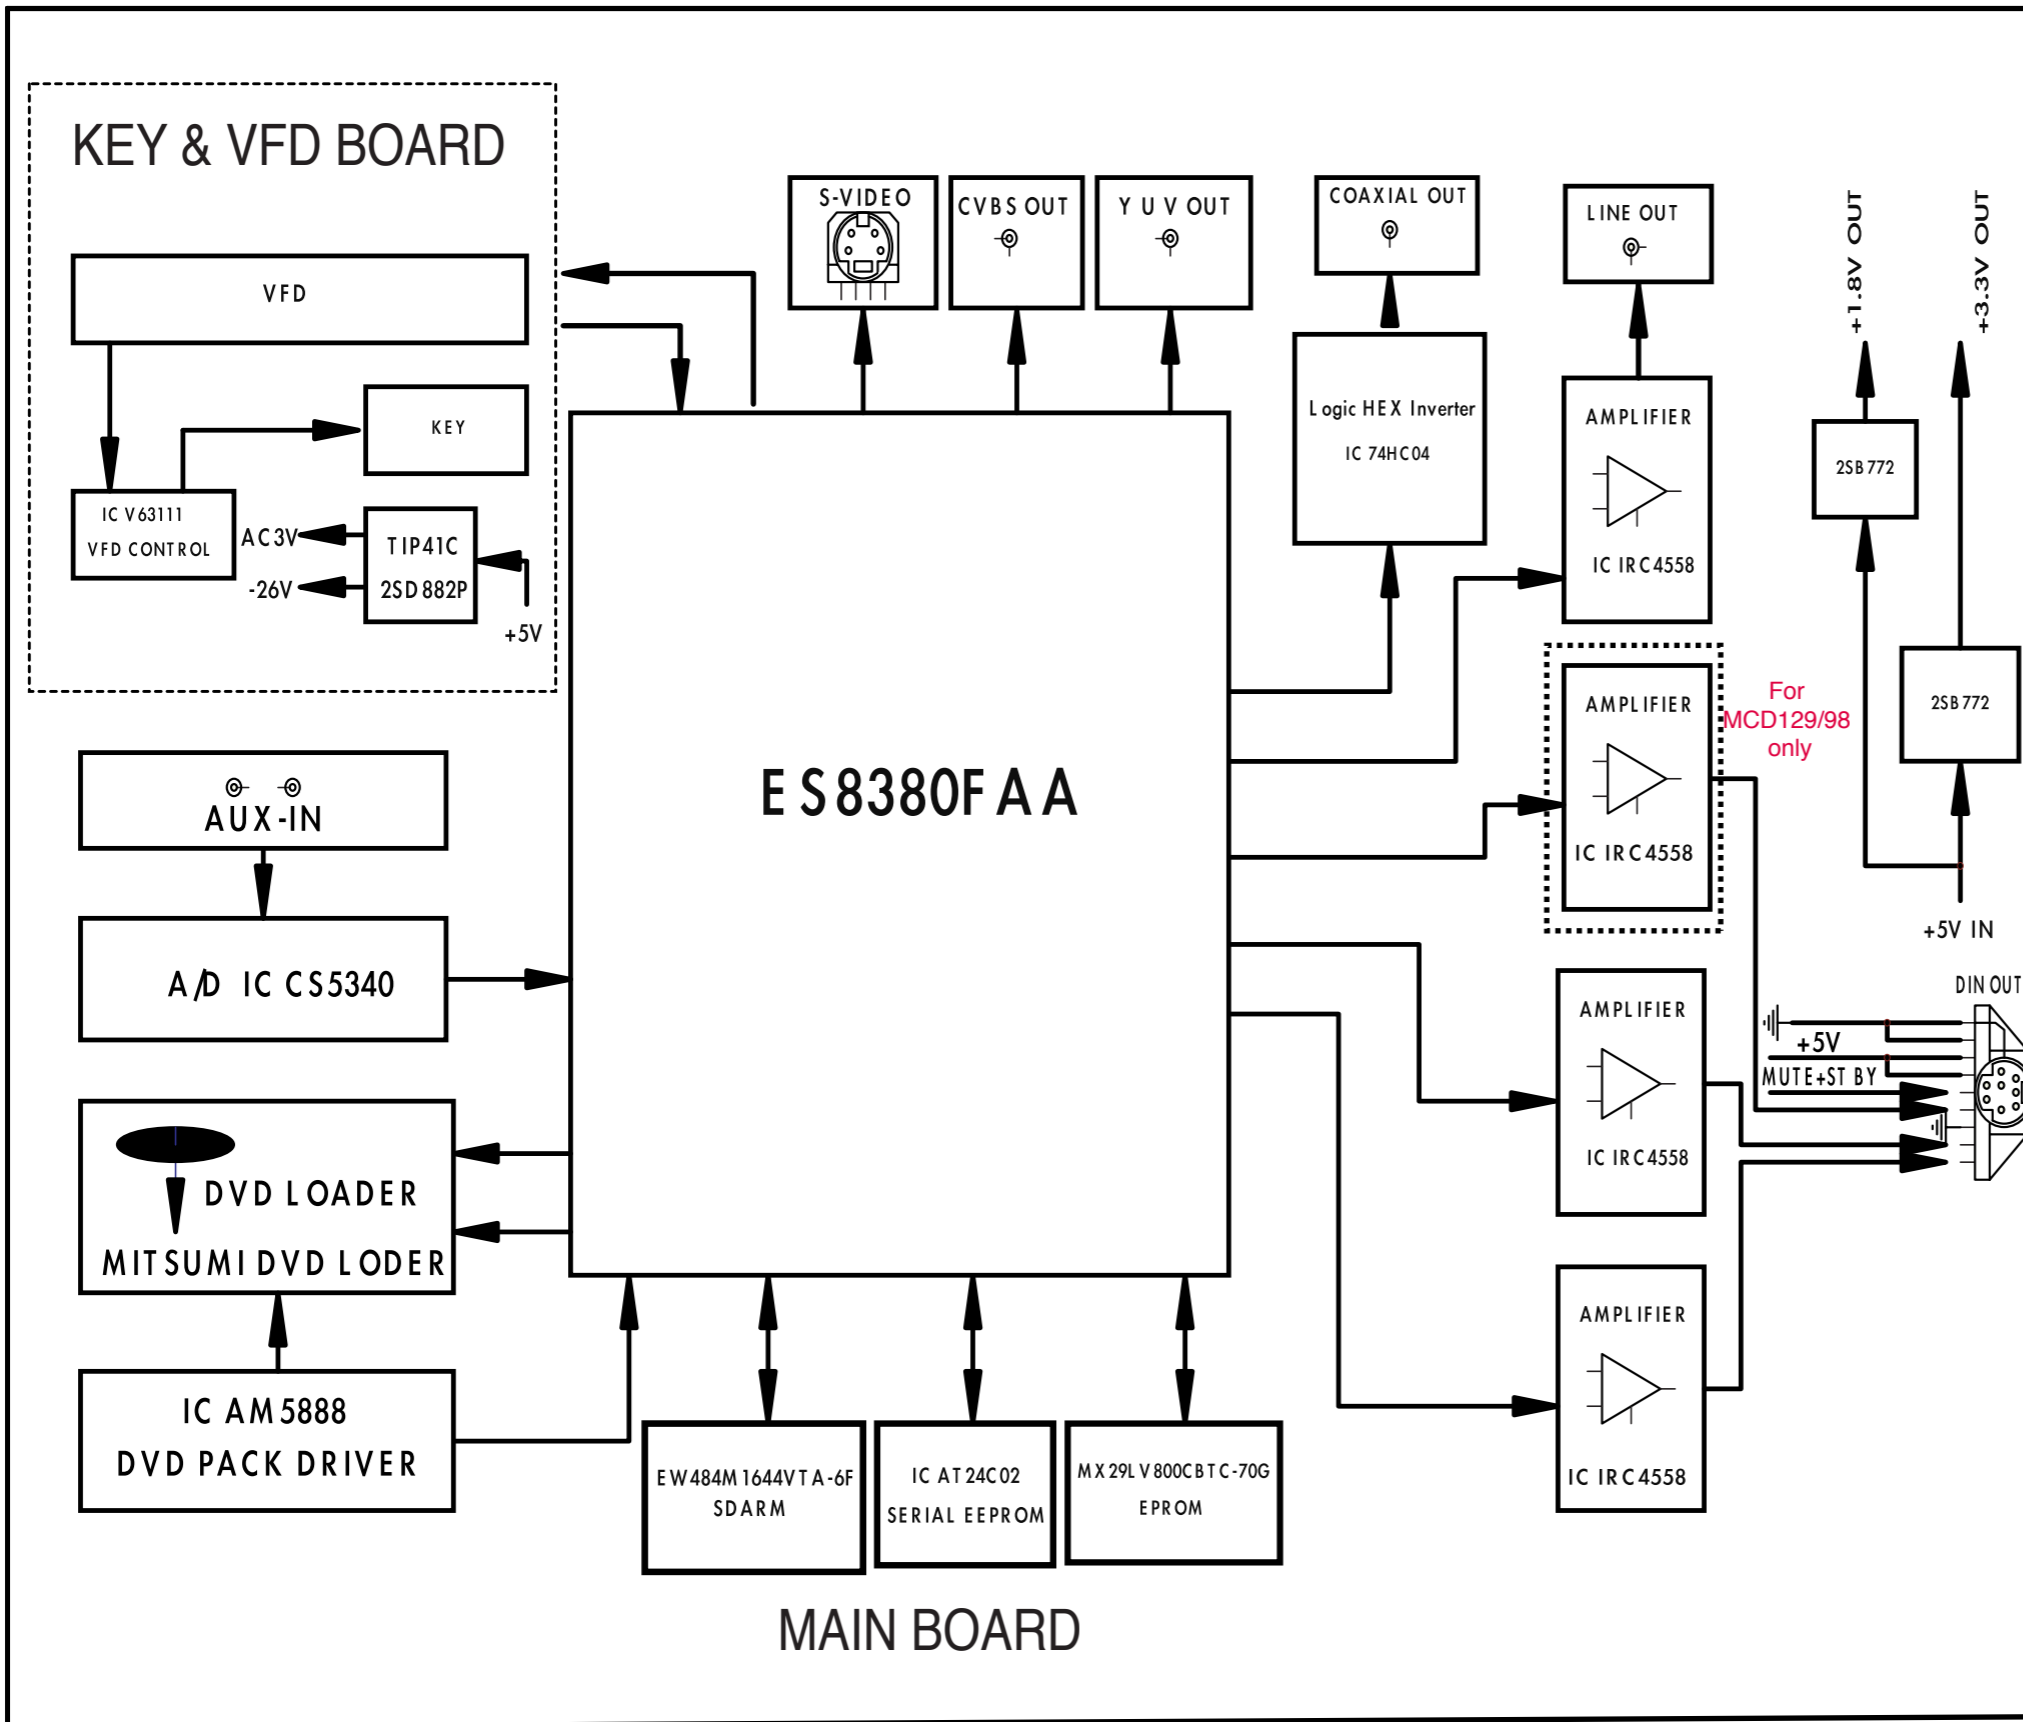 KEY & VFD BOARD
VFD
KEY
IC V63111
VFD CONTROL
AC3V
-26V
TIP41C
2SD882P
+5V
S-VIDEO
CVBS OUT
Y U V OUT
COAXIAL OUT
LINE OUT
+1.8V OUT
+3.3V OUT
Logic HEX Inverter
IC 74HC04
AMPLIFIER
IC IRC4558
2SB772
2SB772
+5V IN
AMPLIFIER
IC IRC4558
For
MCD129/98
only
ES8380FAA
AUX-IN
A/D IC CS5340
DVD LOADER
MITSUMI DVD LODER
IC AM5888
DVD PACK DRIVER
AMPLIFIER
IC IRC4558
DIN OUT
+5V
MUTE+ST BY
AMPLIFIER
IC IRC4558
EW484M1644VTA-6F
SDARM
IC AT24C02
SERIAL EEPROM
MX29LV800CBTC-70G
EPROM
MAIN BOARD